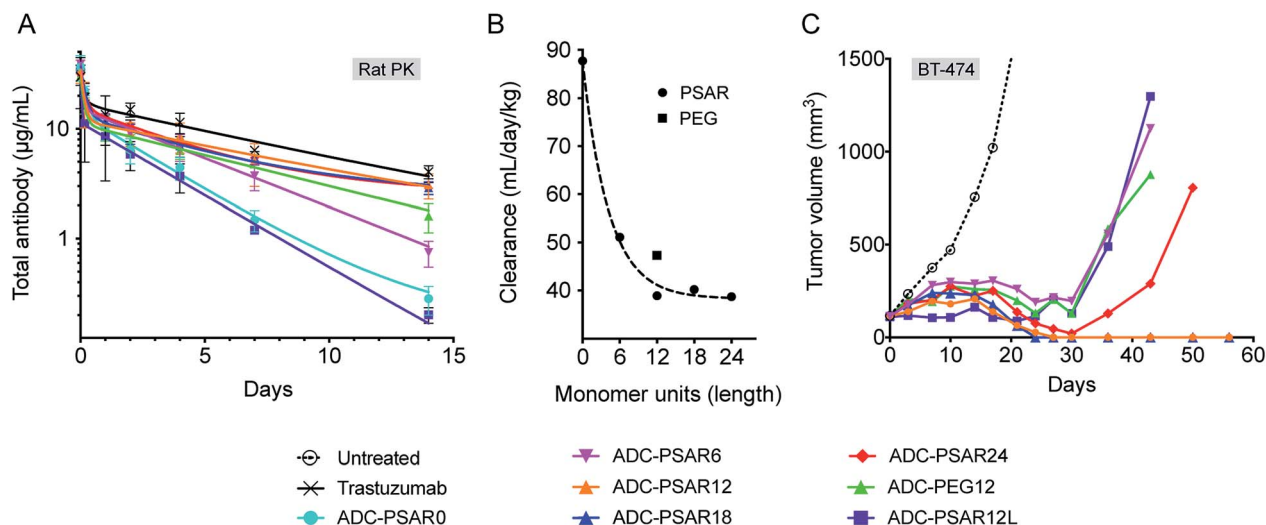 A
B
C
Rat PK
Total antibody (µg/mL)
10
1
0 5 10 15
Days
Clearance (mL/day/kg)
90
80
70
60
50
40
PSAR
PEG
0 6 12 18 24
Monomer units (length)
BT-474
Tumor volume (mm³)
1500
1000
500
0
0 10 20 30 40 50 60
Days
Untreated
Trastuzumab
ADC-PSAR0
ADC-PSAR6
ADC-PSAR12
ADC-PSAR18
ADC-PSAR24
ADC-PEG12
ADC-PSAR12L